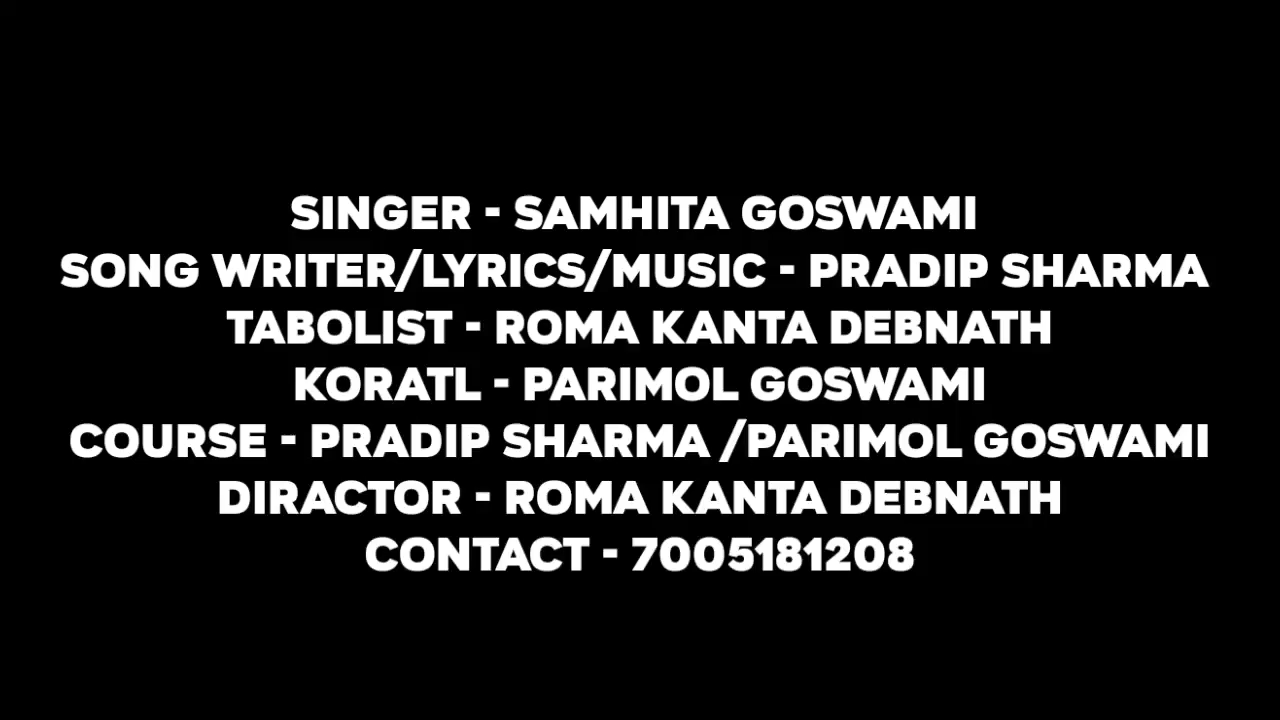 SINGER - SAMHITA GOSWAMI
SONG WRITER/LYRICS/MUSIC - PRADIP SHARMA
TABOLIST - ROMA KANTA DEBNATH
KORATL - PARIMOL GOSWAMI
COURSE - PRADIP SHARMA /PARIMOL GOSWAMI
DIRACTOR - ROMA KANTA DEBNATH
CONTACT - 7005181208